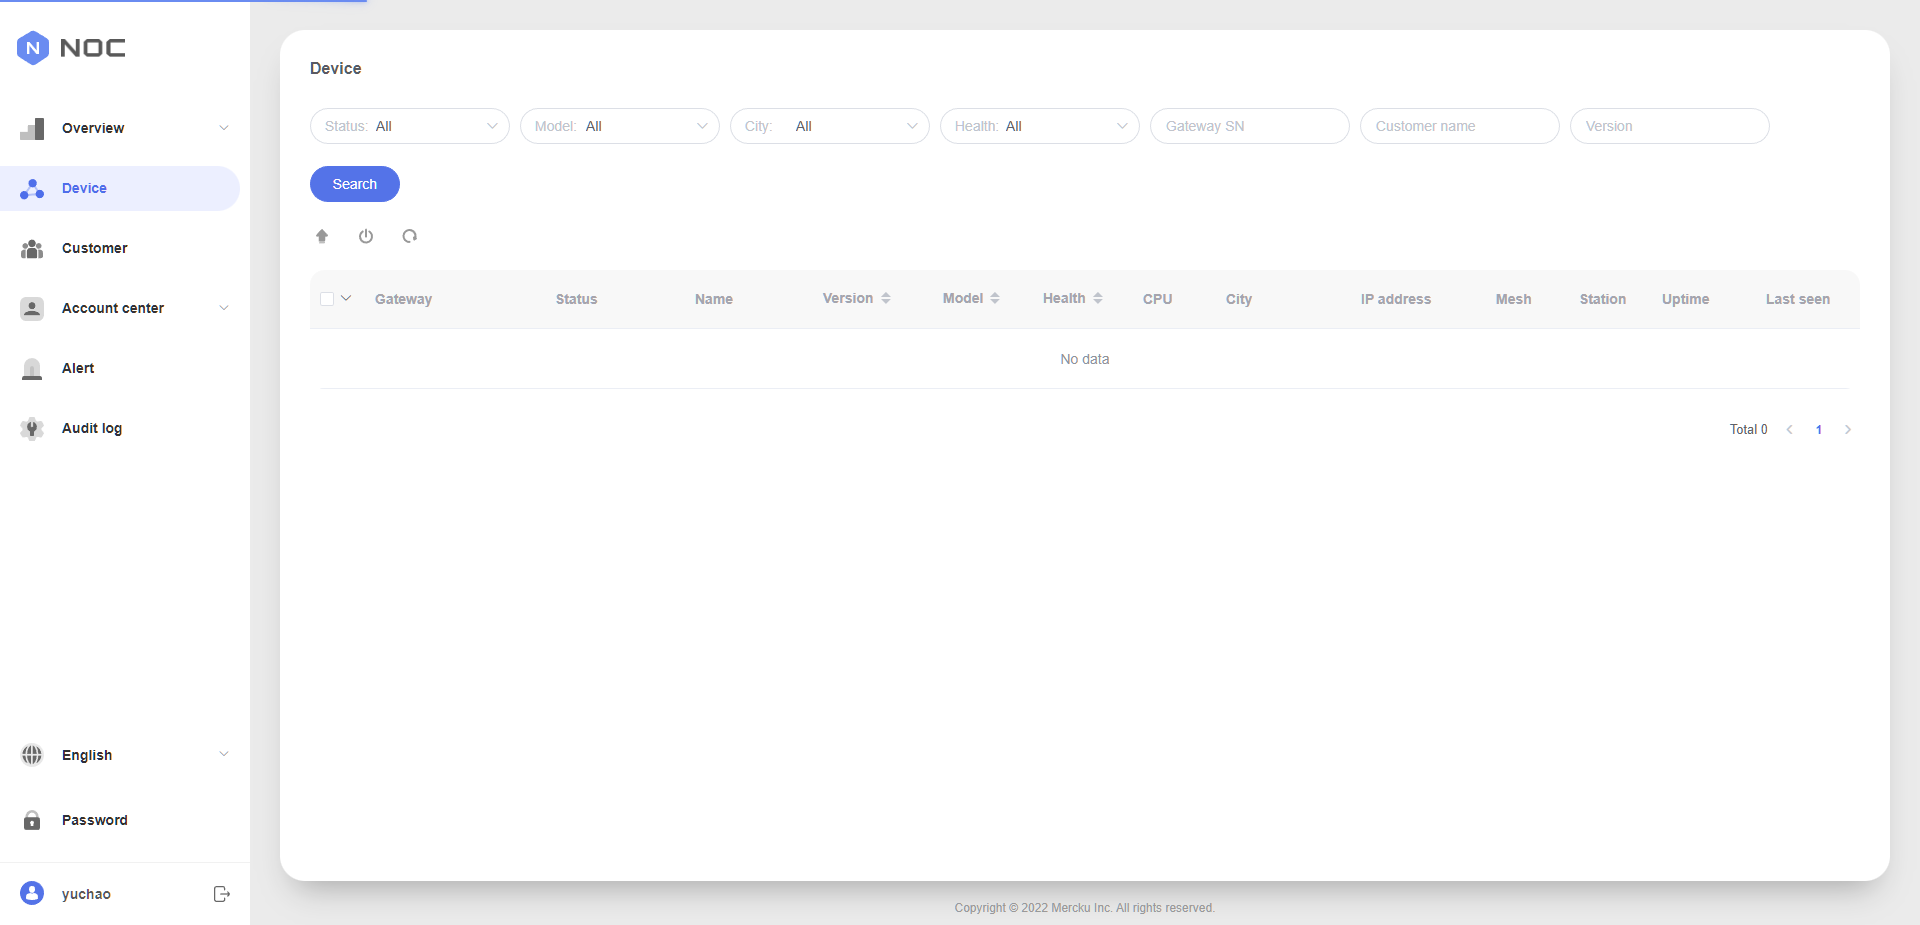 NOC
Overview
Device
Customer
Account center
Alert
Audit log
English
Password
yuchao
Device
Status: All
Model: All
City: All
Health: All
Gateway SN
Customer name
Version
Search
Gateway Status Name Version Model Health CPU City IP address Mesh Station Uptime Last seen
No data
Total 0 1
Copyright © 2022 Mercku Inc. All rights reserved.